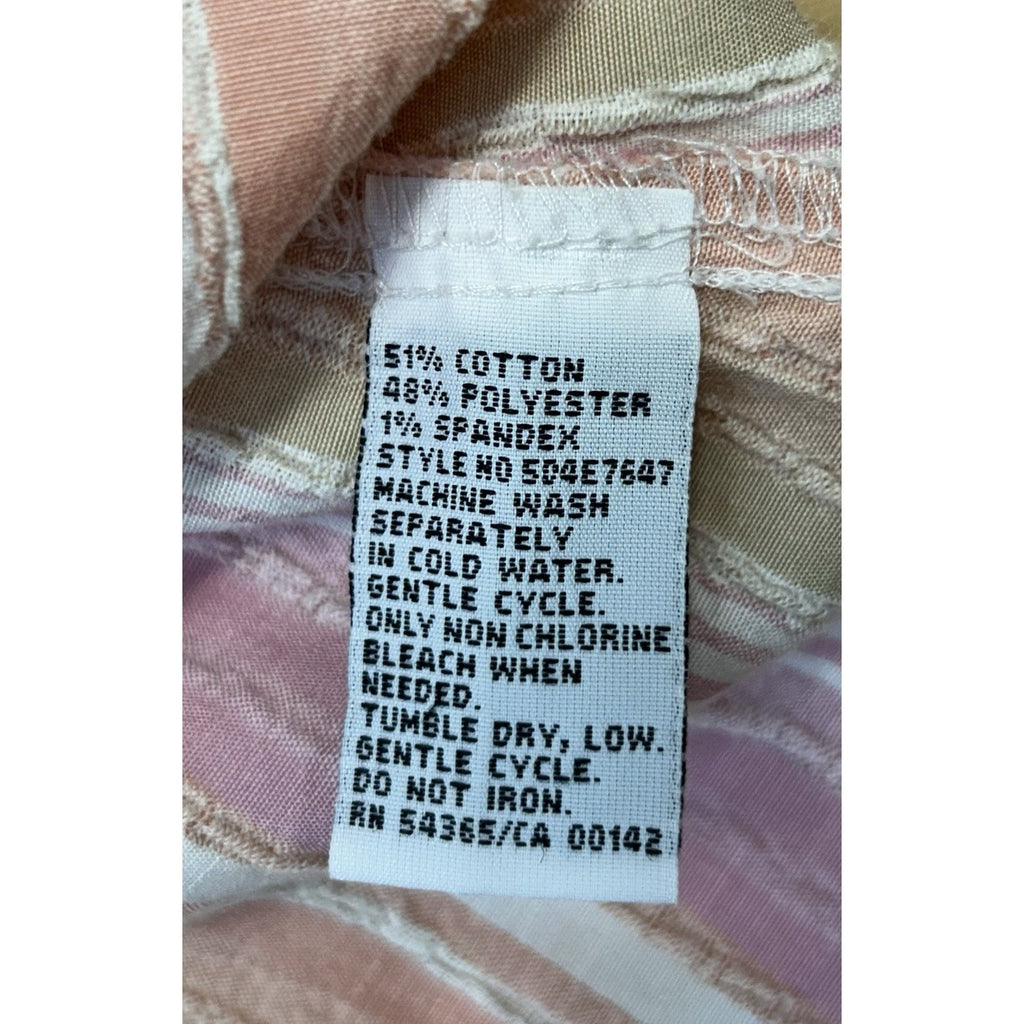 51% COTTON
48% POLYESTER
1% SPANDEX
STYLE NO 5D4E7647
MACHINE WASH
SEPARATELY
IN COLD WATER.
GENTLE CYCLE.
ONLY NON CHLORINE
BLEACH WHEN
NEEDED.
TUMBLE DRY, LOW.
GENTLE CYCLE.
DO NOT IRON.
RN 54365/CA 00142